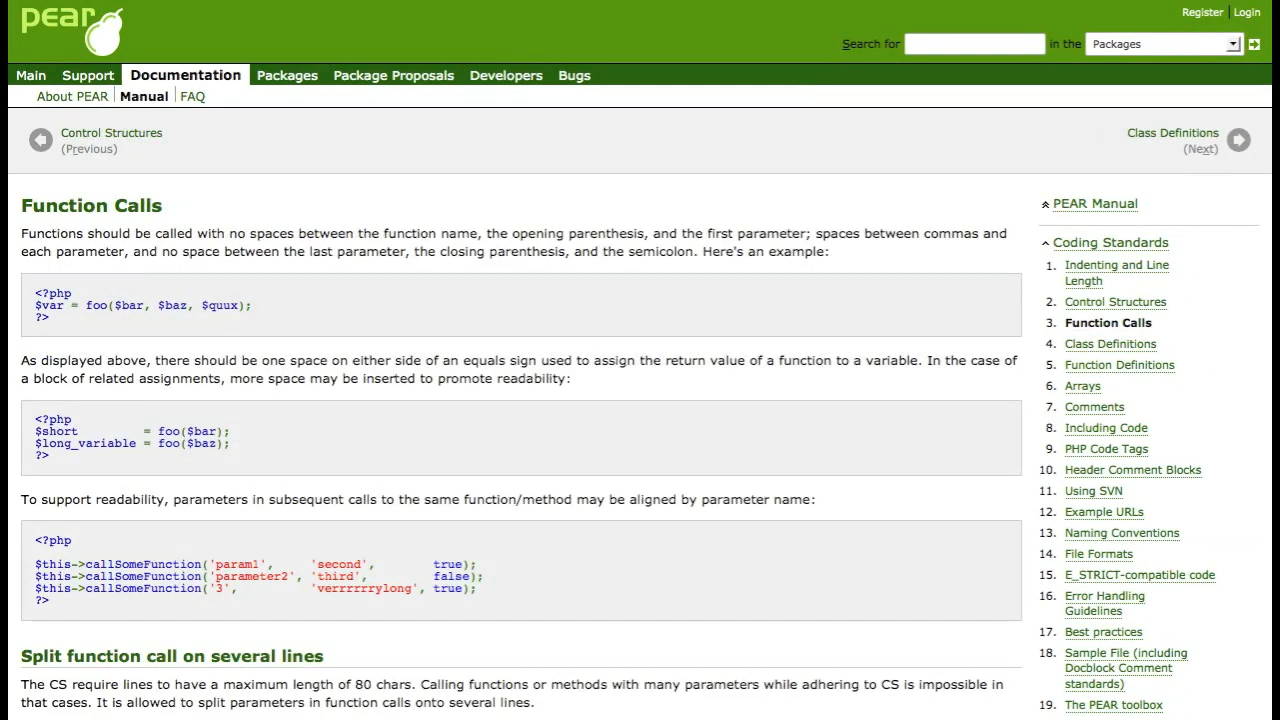 pear
Register | Login
Search for in the Packages
Main Support Documentation Packages Package Proposals Developers Bugs
About PEAR Manual FAQ
Control Structures
(Previous)
Class Definitions
(Next)
Function Calls
Functions should be called with no spaces between the function name, the opening parenthesis, and the first parameter; spaces between commas and
each parameter, and no space between the last parameter, the closing parenthesis, and the semicolon. Here's an example:
<?php
$var = foo($bar, $baz, $quux);
?>
As displayed above, there should be one space on either side of an equals sign used to assign the return value of a function to a variable. In the case of
a block of related assignments, more space may be inserted to promote readability:
<?php
$short         = foo($bar);
$long_variable = foo($baz);
?>
To support readability, parameters in subsequent calls to the same function/method may be aligned by parameter name:
<?php
$this->callSomeFunction('param1',     'second',        true);
$this->callSomeFunction('parameter2', 'third',         false);
$this->callSomeFunction('3',          'verrrrrrylong', true);
?>
Split function call on several lines
The CS require lines to have a maximum length of 80 chars. Calling functions or methods with many parameters while adhering to CS is impossible in
that cases. It is allowed to split parameters in function calls onto several lines.
PEAR Manual
Coding Standards
1. Indenting and Line
Length
2. Control Structures
3. Function Calls
4. Class Definitions
5. Function Definitions
6. Arrays
7. Comments
8. Including Code
9. PHP Code Tags
10. Header Comment Blocks
11. Using SVN
12. Example URLs
13. Naming Conventions
14. File Formats
15. E_STRICT-compatible code
16. Error Handling
Guidelines
17. Best practices
18. Sample File (including
Docblock Comment
standards)
19. The PEAR toolbox